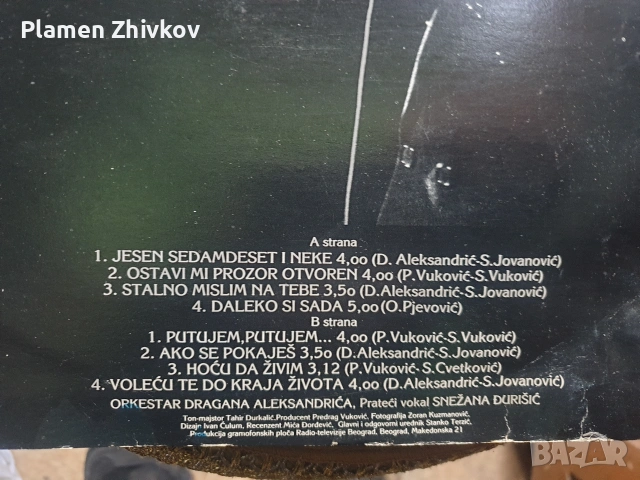 Plamen Zhivkov
A strana
1. JESEN SEDAMDESET I NEKE 4,oo (D. Aleksandrić-S. Jovanović)
2. OSTAVI MI PROZOR OTVOREN 4,oo (P. Vuković-S. Vuković)
3. STALNO MISLIM NA TEBE 3,5o (D. Aleksandrić-S. Jovanović)
4. DALEKO SI SADA 5,oo (O. Pjevović)
B strana
1. PUTUJEM, PUTUJEM... 4,oo (P. Vuković-S. Vuković)
2. AKO SE POKAJEŠ 3,5o (D. Aleksandrić-S. Jovanović)
3. HOĆU DA ŽIVIM 3,12 (P. Vuković- S. Cvetković)
4. VOLEĆU TE DO KRAJA ŽIVOTA 4,oo (D. Aleksandrić-S. Jovanović)
ORKESTAR DRAGANA ALEKSANDRIĆA, Prateći vokal SNEŽANA ĐURIŠIĆ
Ton-majstor Tahir Durkalić. Producent Predrag Vuković. Fotografija Zoran Kuzmanović,
Dizajn Ivan Ćulum, Recenzent Mića Đorđević, Glavni i odgovorni urednik Stanko Terzić,
Produkcija gramofonskih ploča Radio-televizije Beograd, Beograd, Makedonska 21
BAZAR